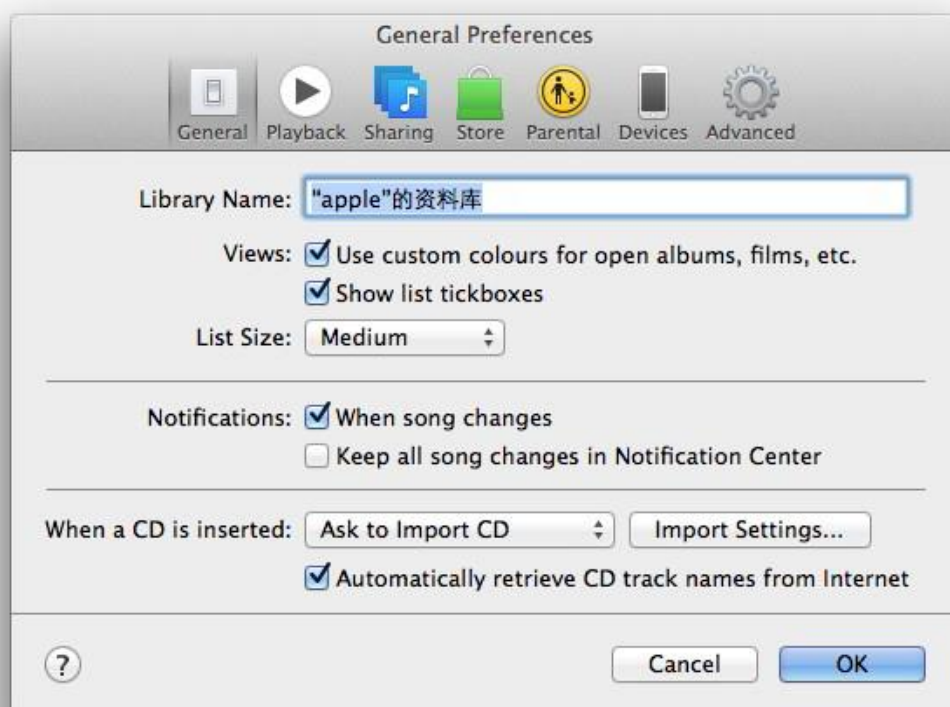 General Preferences
General Playback Sharing Store Parental Devices Advanced
Library Name: “apple”的资料库
Views: Use custom colours for open albums, films, etc.
Show list tickboxes
List Size: Medium
Notifications: When song changes
Keep all song changes in Notification Center
When a CD is inserted: Ask to Import CD Import Settings...
Automatically retrieve CD track names from Internet
? Cancel OK